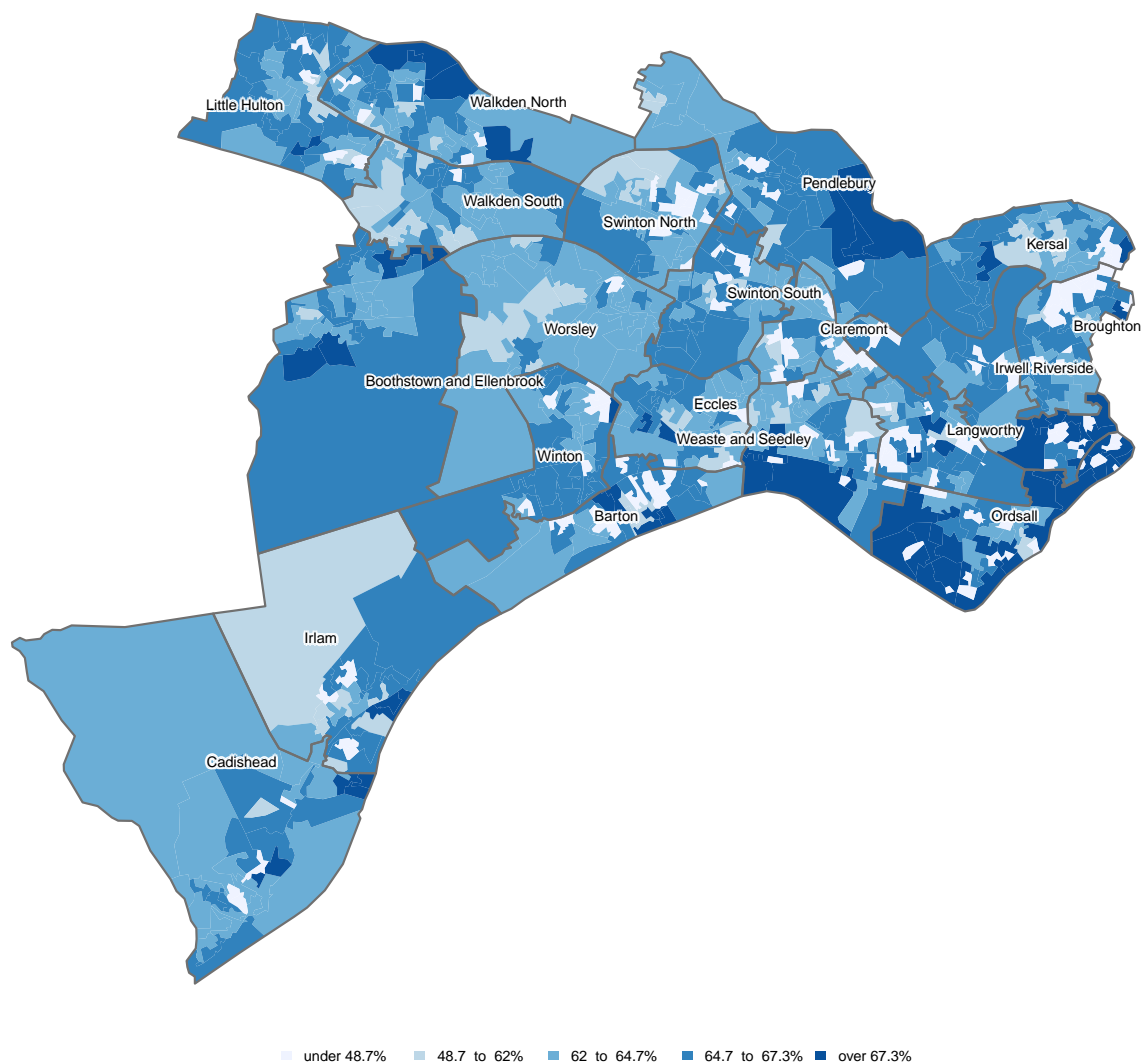 Little Hulton
Walkden North
Pendlebury
Walkden South
Swinton North
Kersal
Swinton South
Broughton
Worsley
Claremont
Irwell Riverside
Boothstown and Ellenbrook
Eccles
Langworthy
Weaste and Seedley
Winton
Barton
Ordsall
Irlam
Cadishead
under 48.7% 48.7 to 62% 62 to 64.7% 64.7 to 67.3% over 67.3%